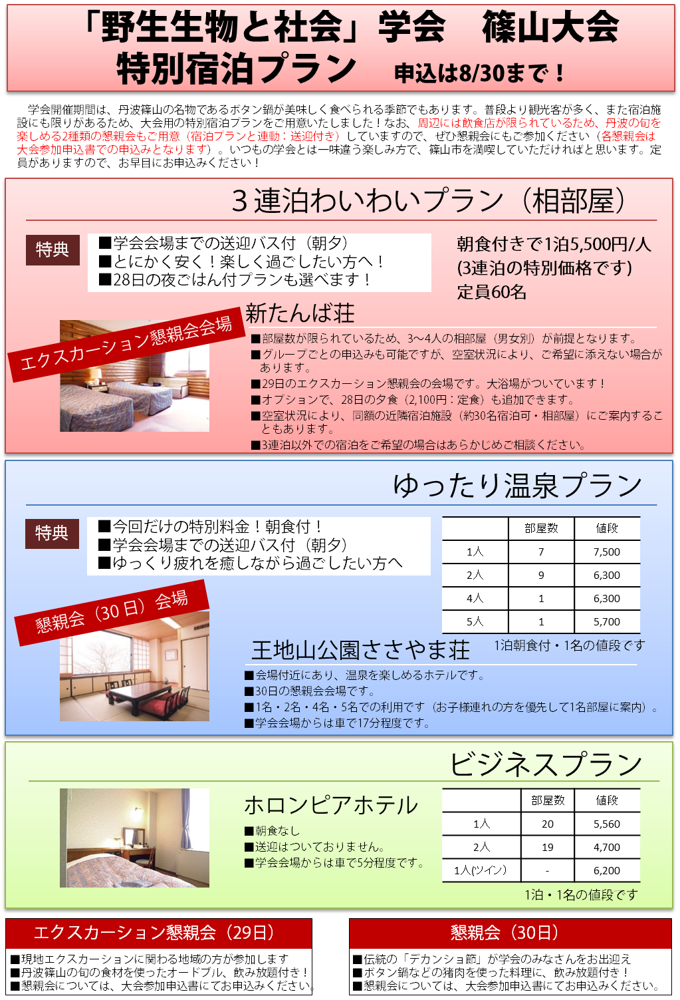 「野生生物と社会」学会　篠山大会
特別宿泊プラン　申込は8/30まで！
学会開催期間は、丹波篠山の名物であるボタン鍋が美味しく食べられる季節でもあります。普段より観光客が多く、また宿泊施
設にも限りがあるため、大会用の特別宿泊プランをご用意いたしました！なお、周辺には飲食店が限られているため、丹波の旬を
楽しめる2種類の懇親会もご用意（宿泊プランと連動：送迎付き）していますので、ぜひ懇親会にもご参加ください（各懇親会は
大会参加申込書での申込みとなります）。いつもの学会とは一味違う楽しみ方で、篠山市を満喫していただければと思います。定
員がありますので、お早目にお申込みください！
３連泊わいわいプラン（相部屋）
特典
■学会会場までの送迎バス付（朝夕）
■とにかく安く！楽しく過ごしたい方へ！
■28日の夜ごはん付プランも選べます！
朝食付きで1泊5,500円/人
(3連泊の特別価格です)
定員60名
エクスカーション懇親会会場
新たんば荘
■部屋数が限られているため、3～4人の相部屋（男女別）が前提となります。
■グループごとの申込みも可能ですが、空室状況により、ご希望に添えない場合が
あります。
■29日のエクスカーション懇親会の会場です。大浴場がついています！
■オプションで、28日の夕食（2,100円：定食）も追加できます。
■空室状況により、同額の近隣宿泊施設（約30名宿泊可・相部屋）にご案内するこ
ともあります。
■3連泊以外での宿泊をご希望の場合はあらかじめご相談ください。
ゆったり温泉プラン
特典
■今回だけの特別料金！朝食付！
■学会会場までの送迎バス付（朝夕）
■ゆっくり疲れを癒しながら過ごしたい方へ
部屋数 値段
1人 7 7,500
2人 9 6,300
4人 1 6,300
5人 1 5,700
1泊朝食付・1名の値段です
懇親会（30日）会場
王地山公園ささやま荘
■会場付近にあり、温泉を楽しめるホテルです。
■30日の懇親会会場です。
■1名・2名・4名・5名での利用です（お子様連れの方を優先して1名部屋に案内）。
■学会会場からは車で17分程度です。
ビジネスプラン
ホロンピアホテル
■朝食なし
■送迎はついておりません。
■学会会場からは車で5分程度です。
部屋数 値段
1人 20 5,560
2人 19 4,700
1人(ツイン） - 6,200
1泊・1名の値段です
エクスカーション懇親会（29日）
■現地エクスカーションに関わる地域の方が参加します
■丹波篠山の旬の食材を使ったオードブル、飲み放題付き！
■懇親会については、大会参加申込書にてお申込みください。
懇親会（30日）
■伝統の「デカンショ節」が学会のみなさんをお出迎え
■ボタン鍋などの猪肉を使った料理に、飲み放題付き！
■懇親会については、大会参加申込書にてお申込みください。